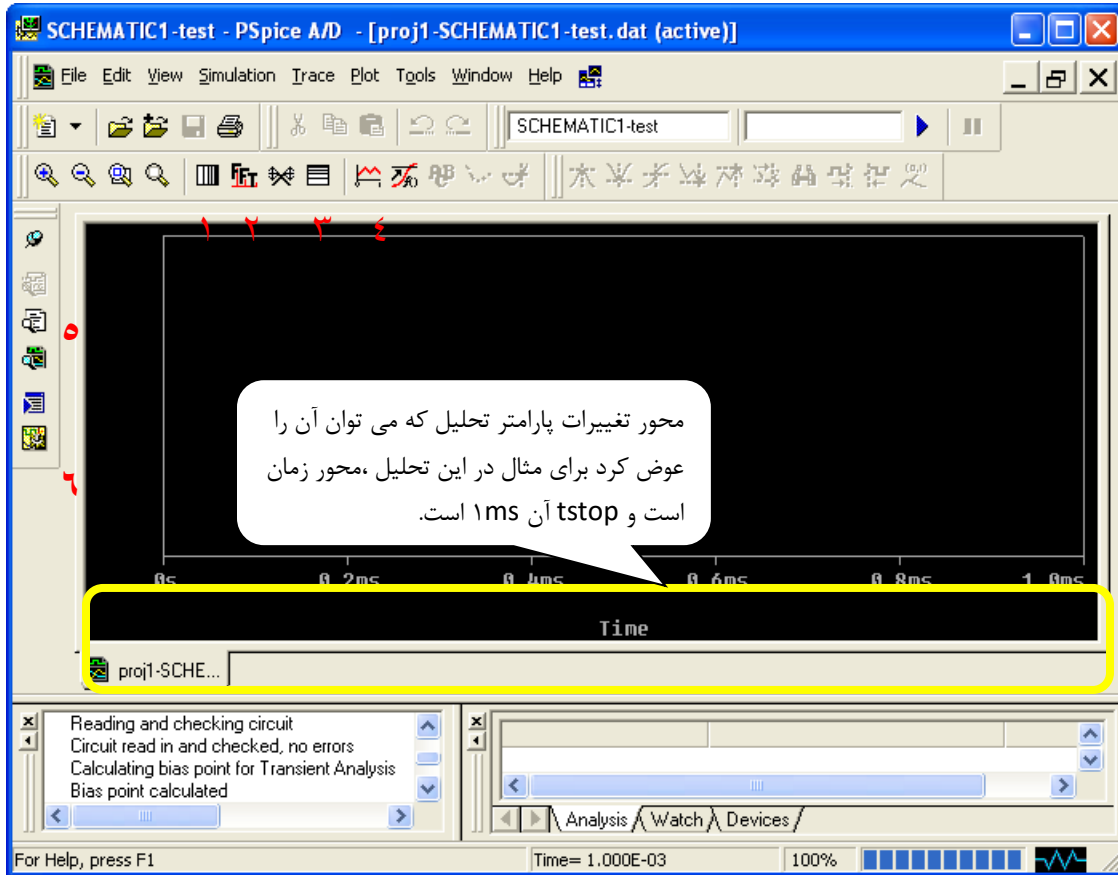 SCHEMATIC1-test - PSpice A/D - [proj1-SCHEMATIC1-test.dat (active)]
File Edit View Simulation Trace Plot Tools Window Help
SCHEMATIC1-test
FFT
١ ٢ ٣ ٤
٥
٦
محور تغییرات پارامتر تحلیل که می توان آن را
عوض کرد برای مثال در این تحلیل ،محور زمان
است و tstop آن ۱ms است.
0s 0.2ms 0.4ms 0.6ms 0.8ms 1.0ms
Time
proj1-SCHE...
Reading and checking circuit
Circuit read in and checked, no errors
Calculating bias point for Transient Analysis
Bias point calculated
Analysis Watch Devices
For Help, press F1 Time= 1.000E-03 100%